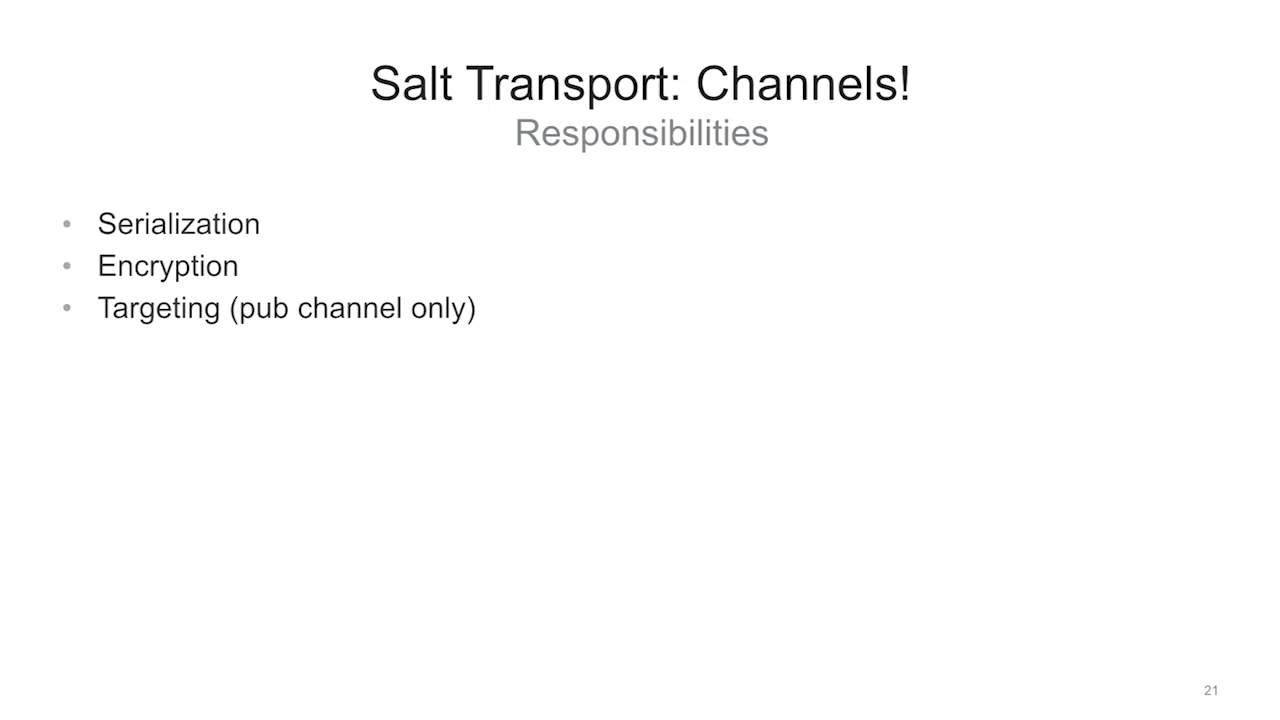 Salt Transport: Channels!
Responsibilities
• Serialization
• Encryption
• Targeting (pub channel only)
21